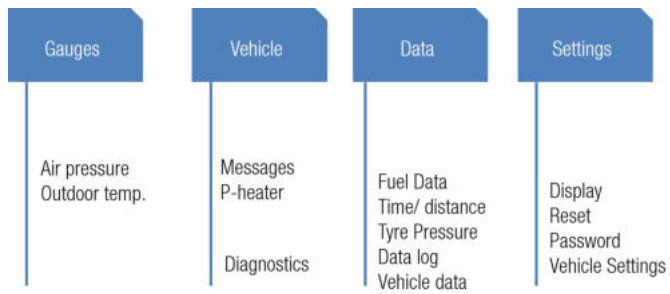 Gauges
Air pressure
Outdoor temp.
Vehicle
Messages
P-heater
Diagnostics
Data
Fuel Data
Time/ distance
Tyre Pressure
Data log
Vehicle data
Settings
Display
Reset
Password
Vehicle Settings